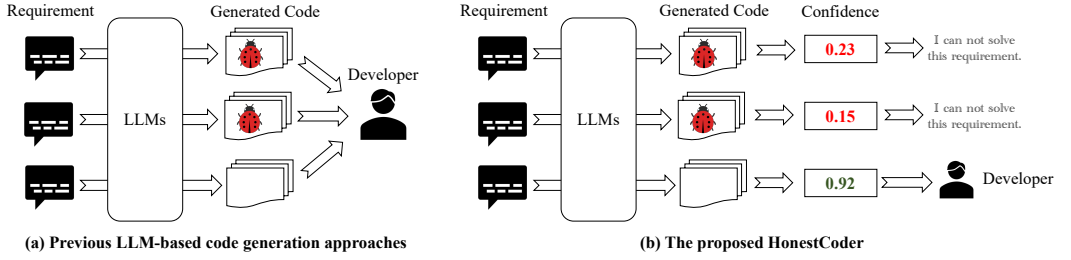 Requirement
Generated Code
Developer
LLMs
(a) Previous LLM-based code generation approaches
Requirement
Generated Code
Confidence
LLMs
0.23
I can not solve
this requirement.
0.15
I can not solve
this requirement.
0.92
Developer
(b) The proposed HonestCoder